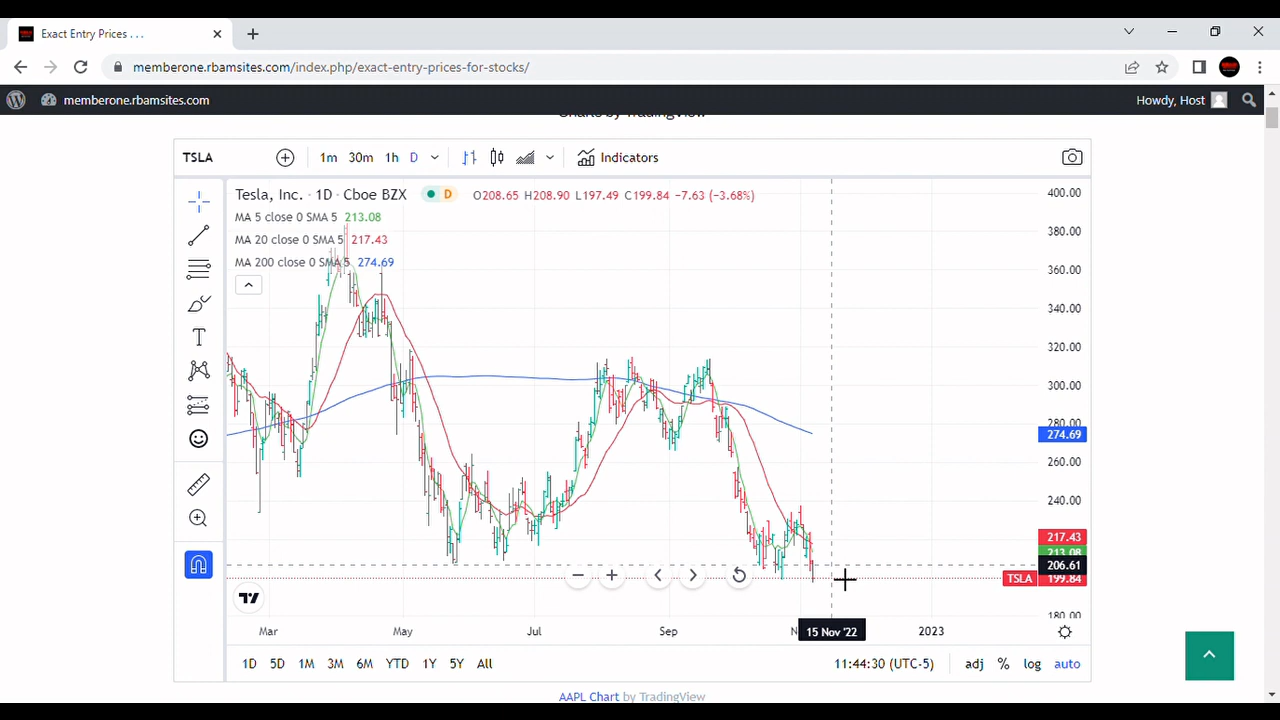 Exact Entry Prices . . .
memberone.rbamsites.com/index.php/exact-entry-prices-for-stocks/
memberone.rbamsites.com
Howdy, Host
Charts by TradingView
TSLA
1m 30m 1h D
Indicators
Tesla, Inc. · 1D · Cboe BZX
D
O208.65 H208.90 L197.49 C199.84 −7.63 (−3.68%)
MA 5 close 0 SMA 5 213.08
MA 20 close 0 SMA 5 217.43
MA 200 close 0 SMA 5 274.69
400.00
380.00
360.00
340.00
320.00
300.00
280.00
274.69
260.00
240.00
217.43
213.08
206.61
TSLA 199.84
180.00
Mar May Jul Sep 15 Nov '22 2023
1D 5D 1M 3M 6M YTD 1Y 5Y All
11:44:30 (UTC-5)
adj % log auto
AAPL Chart by TradingView